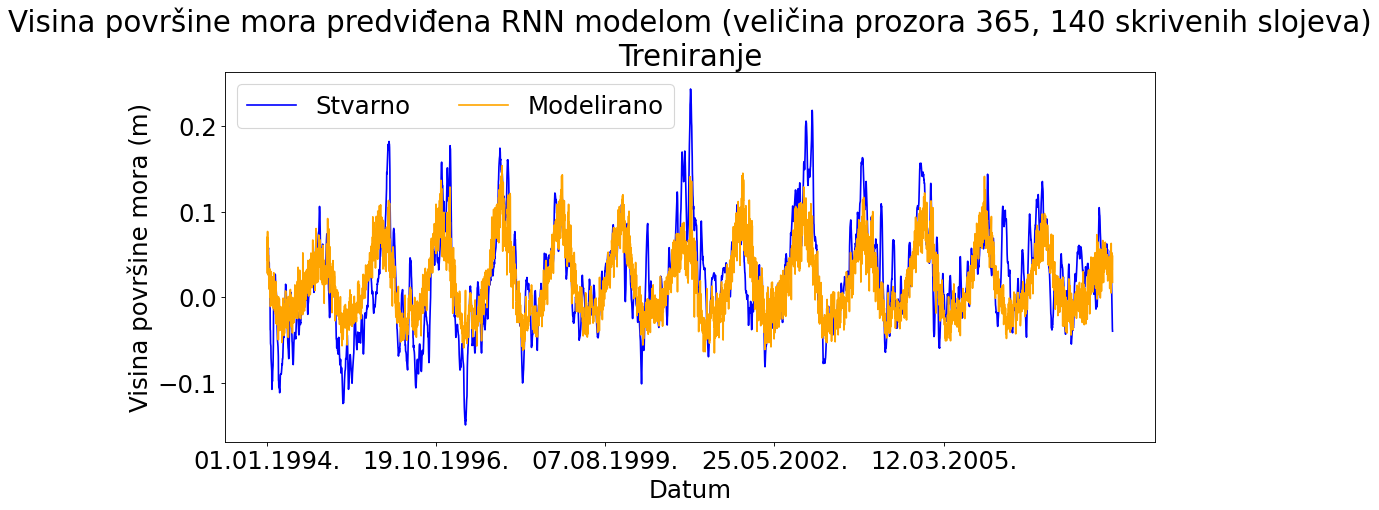 Visina površine mora predviđena RNN modelom (veličina prozora 365, 140 skrivenih slojeva)
Treniranje
Stvarno
Modelirano
Visina površine mora (m)
0.2
0.1
0.0
−0.1
01.01.1994.
19.10.1996.
07.08.1999.
25.05.2002.
12.03.2005.
Datum